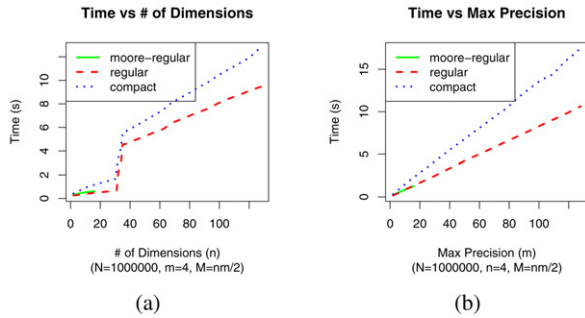 Time vs # of Dimensions
moore-regular
regular
compact
Time (s)
0 2 4 6 8 10
0 20 40 60 80 100
# of Dimensions (n)
(N=1000000, m=4, M=nm/2)
(a)
Time vs Max Precision
moore-regular
regular
compact
Time (s)
0 5 10 15
0 20 40 60 80 100
Max Precision (m)
(N=1000000, n=4, M=nm/2)
(b)